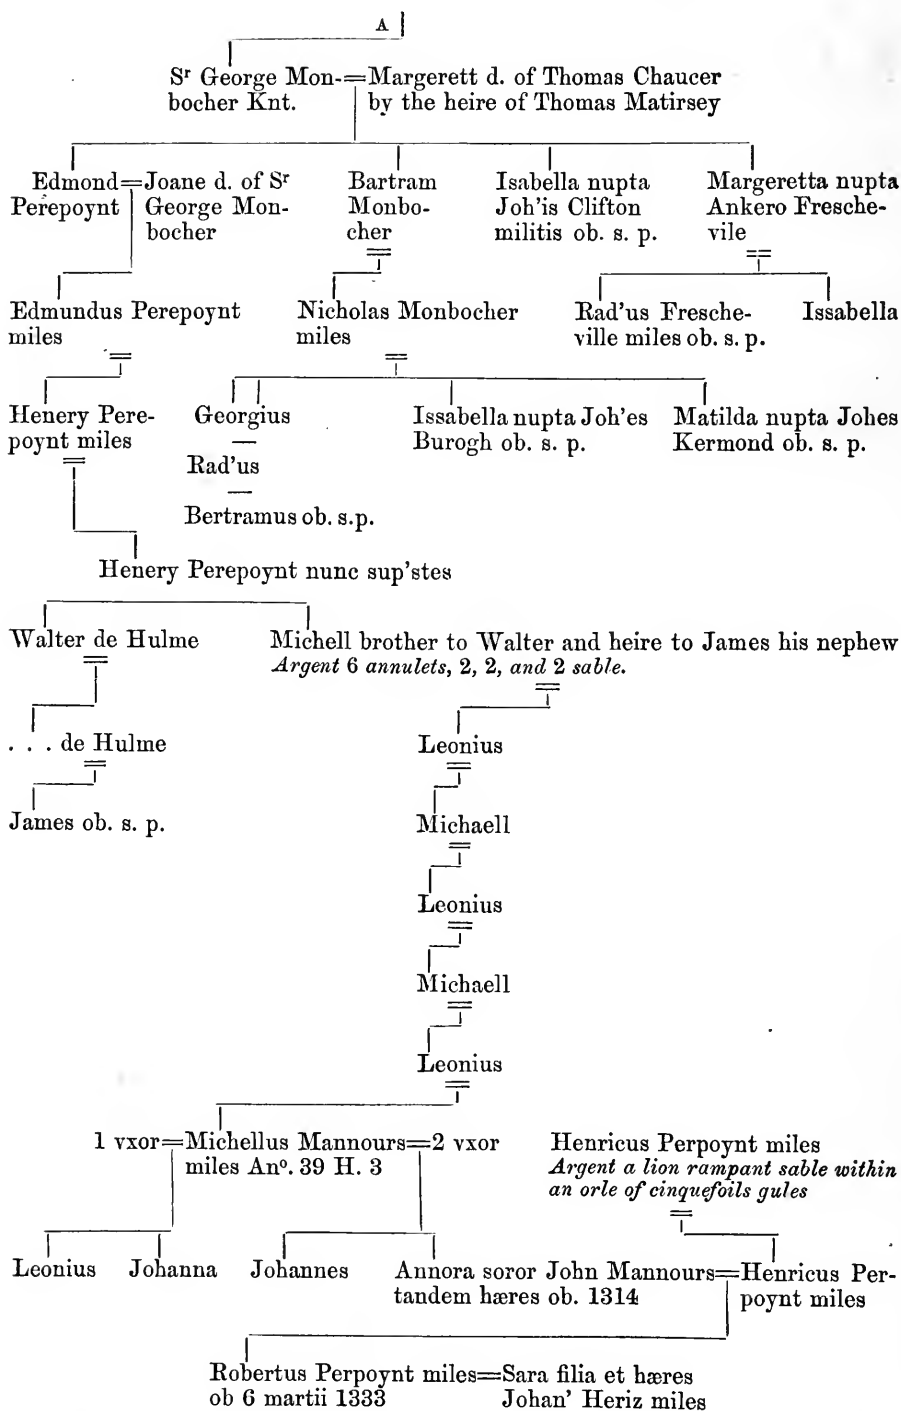 A
Sʳ George Mon-=Margerett d. of Thomas Chaucer
bocher Knt. by the heire of Thomas Matirsey
Edmond=Joane d. of Sʳ
Perepoynt George Mon-
bocher
Bartram
Monbo-
cher
Isabella nupta
Joh'is Clifton
militis ob. s. p.
Margeretta nupta
Ankero Fresche-
vile
Edmundus Perepoynt
miles
Nicholas Monbocher
miles
Rad'us Fresche-
ville miles ob. s. p.
Issabella
Henery Pere-
poynt miles
Georgius
Rad'us
Bertramus ob. s.p.
Issabella nupta Joh'es
Burogh ob. s. p.
Matilda nupta Johes
Kermond ob. s. p.
Henery Perepoynt nunc sup'stes
Walter de Hulme
Michell brother to Walter and heire to James his nephew
Argent 6 annulets, 2, 2, and 2 sable.
. . . de Hulme
Leonius
James ob. s. p.
Michaell
Leonius
Michaell
Leonius
1 vxor=Michellus Mannours=2 vxor
miles Anº. 39 H. 3
Henricus Perpoynt miles
Argent a lion rampant sable within
an orle of cinquefoils gules
Leonius
Johanna
Johannes
Annora soror John Mannours=Henricus Per-
tandem hæres ob. 1314 poynt miles
Robertus Perpoynt miles=Sara filia et hæres
ob 6 martii 1333 Johan' Heriz miles